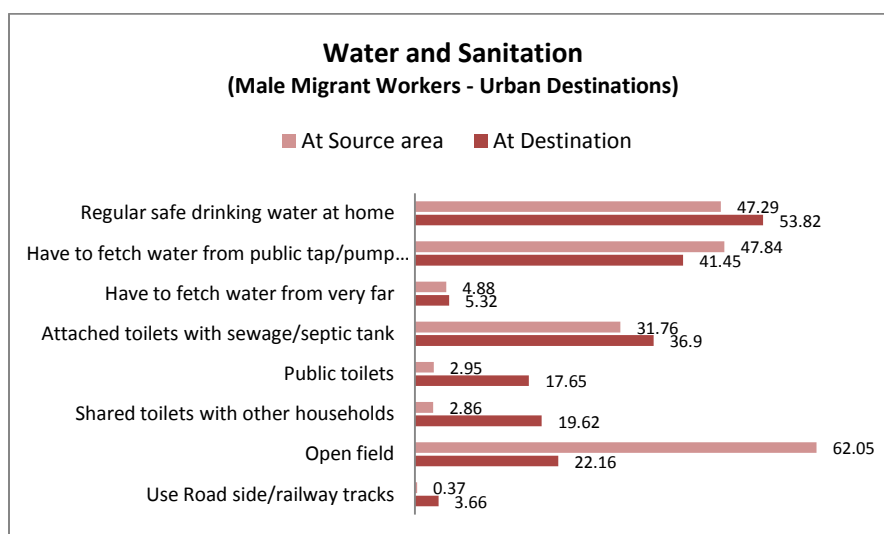 Water and Sanitation
(Male Migrant Workers - Urban Destinations)
At Source area At Destination
Regular safe drinking water at home 47.29
53.82
Have to fetch water from public tap/pump… 47.84
41.45
Have to fetch water from very far 4.88
5.32
Attached toilets with sewage/septic tank 31.76
36.9
Public toilets 2.95
17.65
Shared toilets with other households 2.86
19.62
Open field 62.05
22.16
Use Road side/railway tracks 0.37
3.66